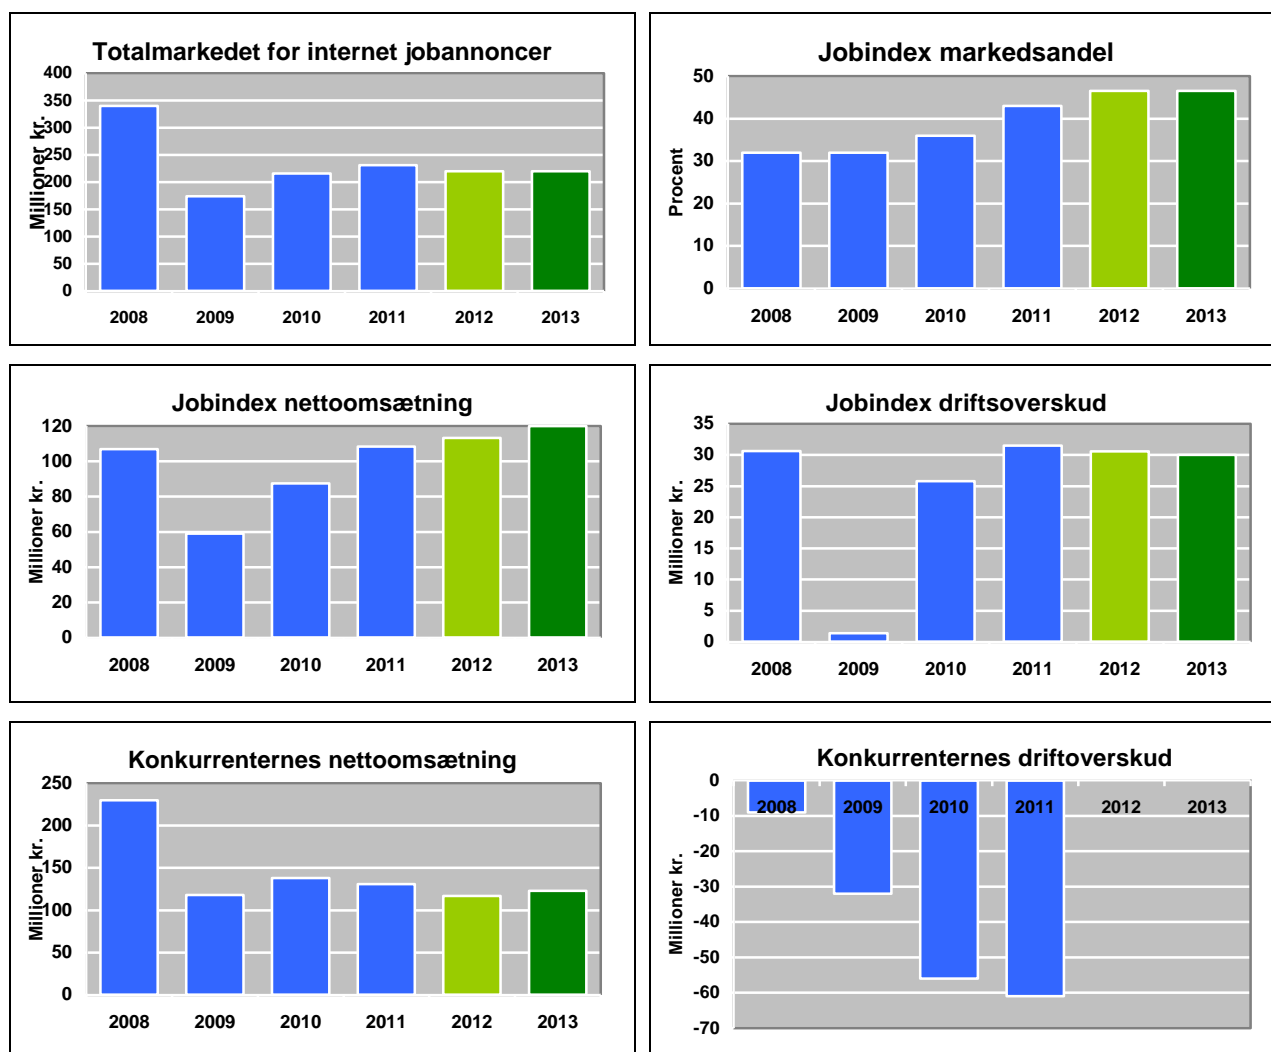 Totalmarkedet for internet jobannoncer
Millioner kr.
400
350
300
250
200
150
100
50
0
2008 2009 2010 2011 2012 2013
Jobindex markedsandel
Procent
50
40
30
20
10
0
2008 2009 2010 2011 2012 2013
Jobindex nettoomsætning
Millioner kr.
120
100
80
60
40
20
0
2008 2009 2010 2011 2012 2013
Jobindex driftsoverskud
Millioner kr.
35
30
25
20
15
10
5
0
2008 2009 2010 2011 2012 2013
Konkurrenternes nettoomsætning
Millioner kr.
250
200
150
100
50
0
2008 2009 2010 2011 2012 2013
Konkurrenternes driftoverskud
Millioner kr.
0
2008 2009 2010 2011 2012 2013
-10
-20
-30
-40
-50
-60
-70